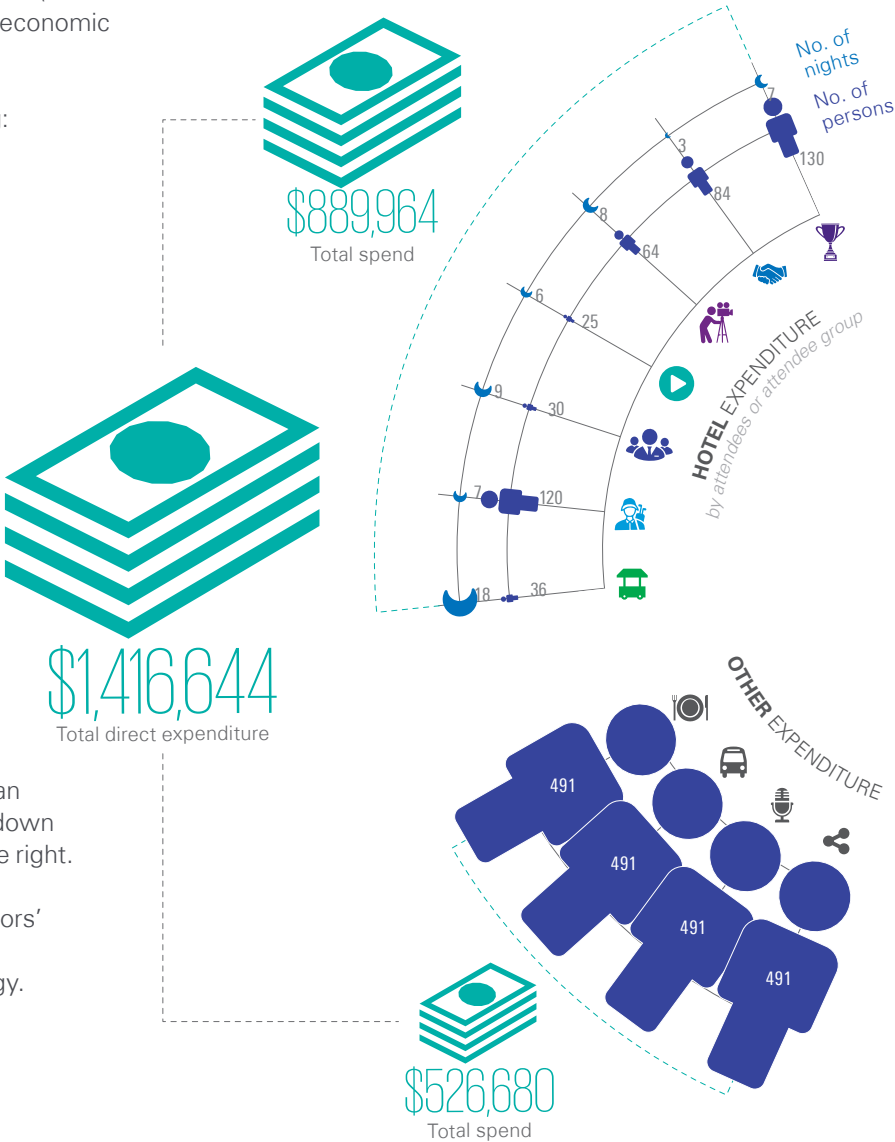 economic
:
$889,964
Total spend
No. of
nights
No. of
persons
7
130
3
84
8
64
6
25
9
30
7
120
18
36
HOTEL EXPENDITURE
by attendees or attendee group
$1,416,644
Total direct expenditure
an
down
e right.
ors'
gy.
OTHER EXPENDITURE
491
491
491
491
$526,680
Total spend